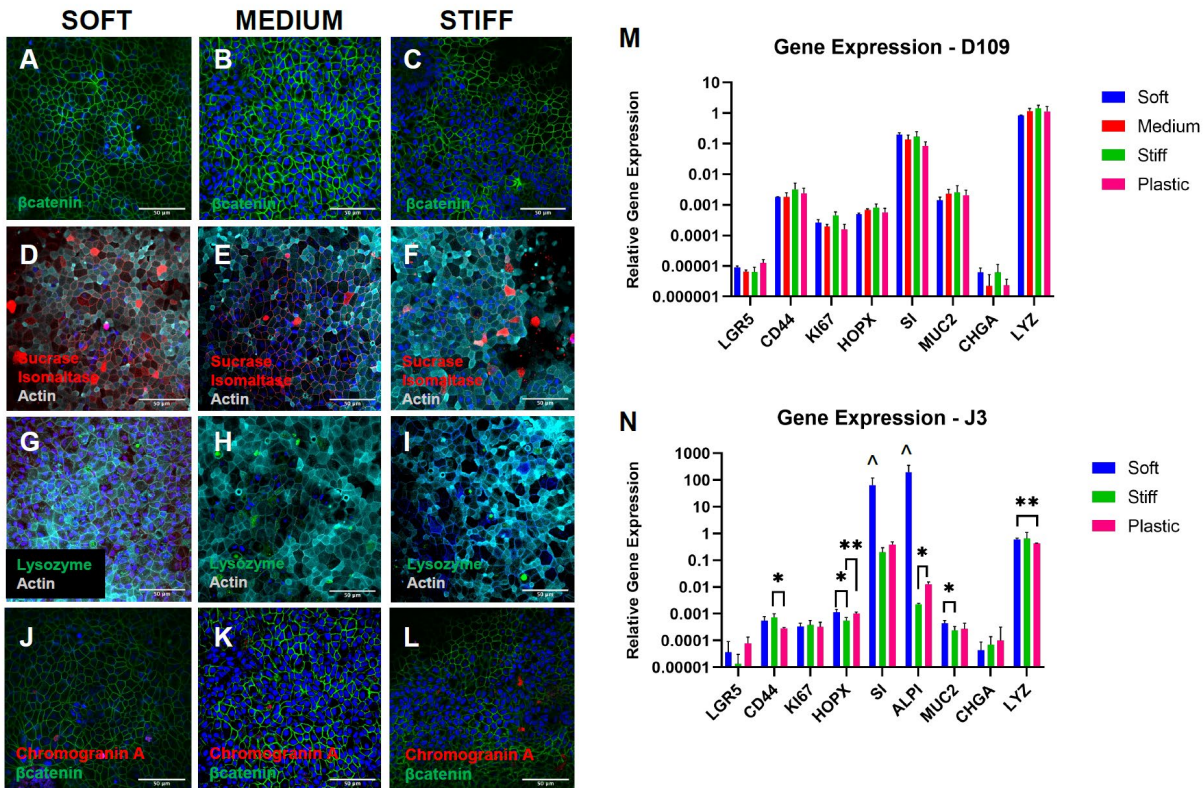 SOFT MEDIUM STIFF
A B C
βcatenin βcatenin βcatenin
50 µm 50 µm 50 µm
D E F
Sucrase Sucrase Sucrase
Isomaltase Isomaltase Isomaltase
Actin Actin Actin
50 µm 50 µm 50 µm
G H I
Lysozyme Lysozyme Lysozyme
Actin Actin Actin
50 µm 50 µm 50 µm
J K L
Chromogranin A Chromogranin A Chromogranin A
βcatenin βcatenin βcatenin
50 µm 50 µm 50 µm
M
Gene Expression - D109
Relative Gene Expression
10
1
0.1
0.01
0.001
0.0001
0.00001
0.000001
LGR5 CD44 KI67 HOPX SI MUC2 CHGA LYZ
Soft
Medium
Stiff
Plastic
N
Gene Expression - J3
Relative Gene Expression
1000
100
10
1
0.1
0.01
0.001
0.0001
0.00001
* * ** ^ ^ * * **
LGR5 CD44 KI67 HOPX SI ALPI MUC2 CHGA LYZ
Soft
Stiff
Plastic